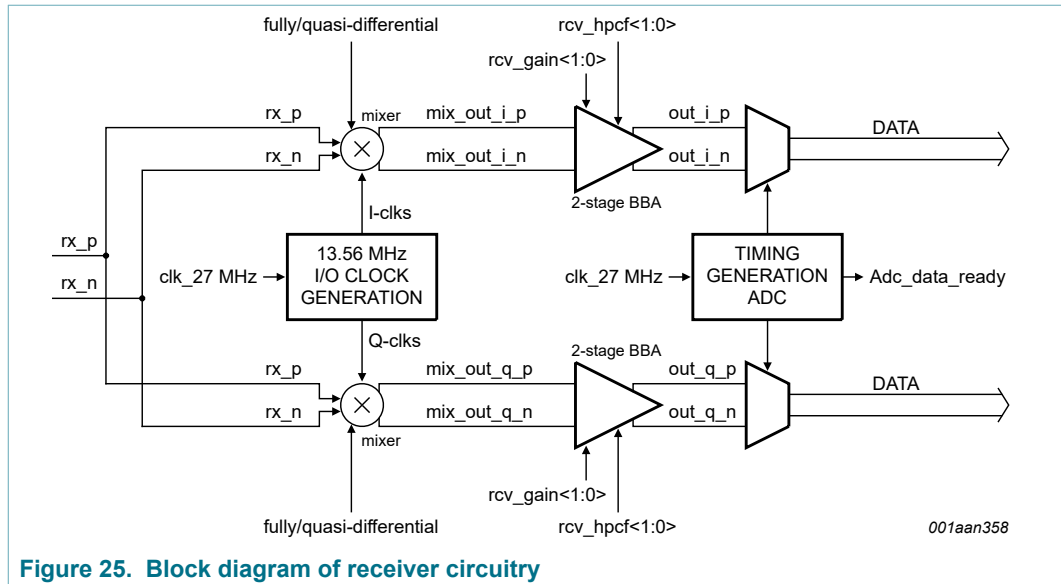 fully/quasi-differential
rcv_hpcf<1:0>
rcv_gain<1:0>
rx_p
mixer
mix_out_i_p
out_i_p
DATA
rx_n
mix_out_i_n
out_i_n
2-stage BBA
I-clks
rx_p
rx_n
clk_27 MHz
13.56 MHz
I/O CLOCK
GENERATION
clk_27 MHz
TIMING
GENERATION
ADC
Adc_data_ready
Q-clks
2-stage BBA
rx_p
mix_out_q_p
out_q_p
DATA
rx_n
mix_out_q_n
out_q_n
mixer
rcv_gain<1:0>
fully/quasi-differential
rcv_hpcf<1:0>
001aan358
Figure 25. Block diagram of receiver circuitry